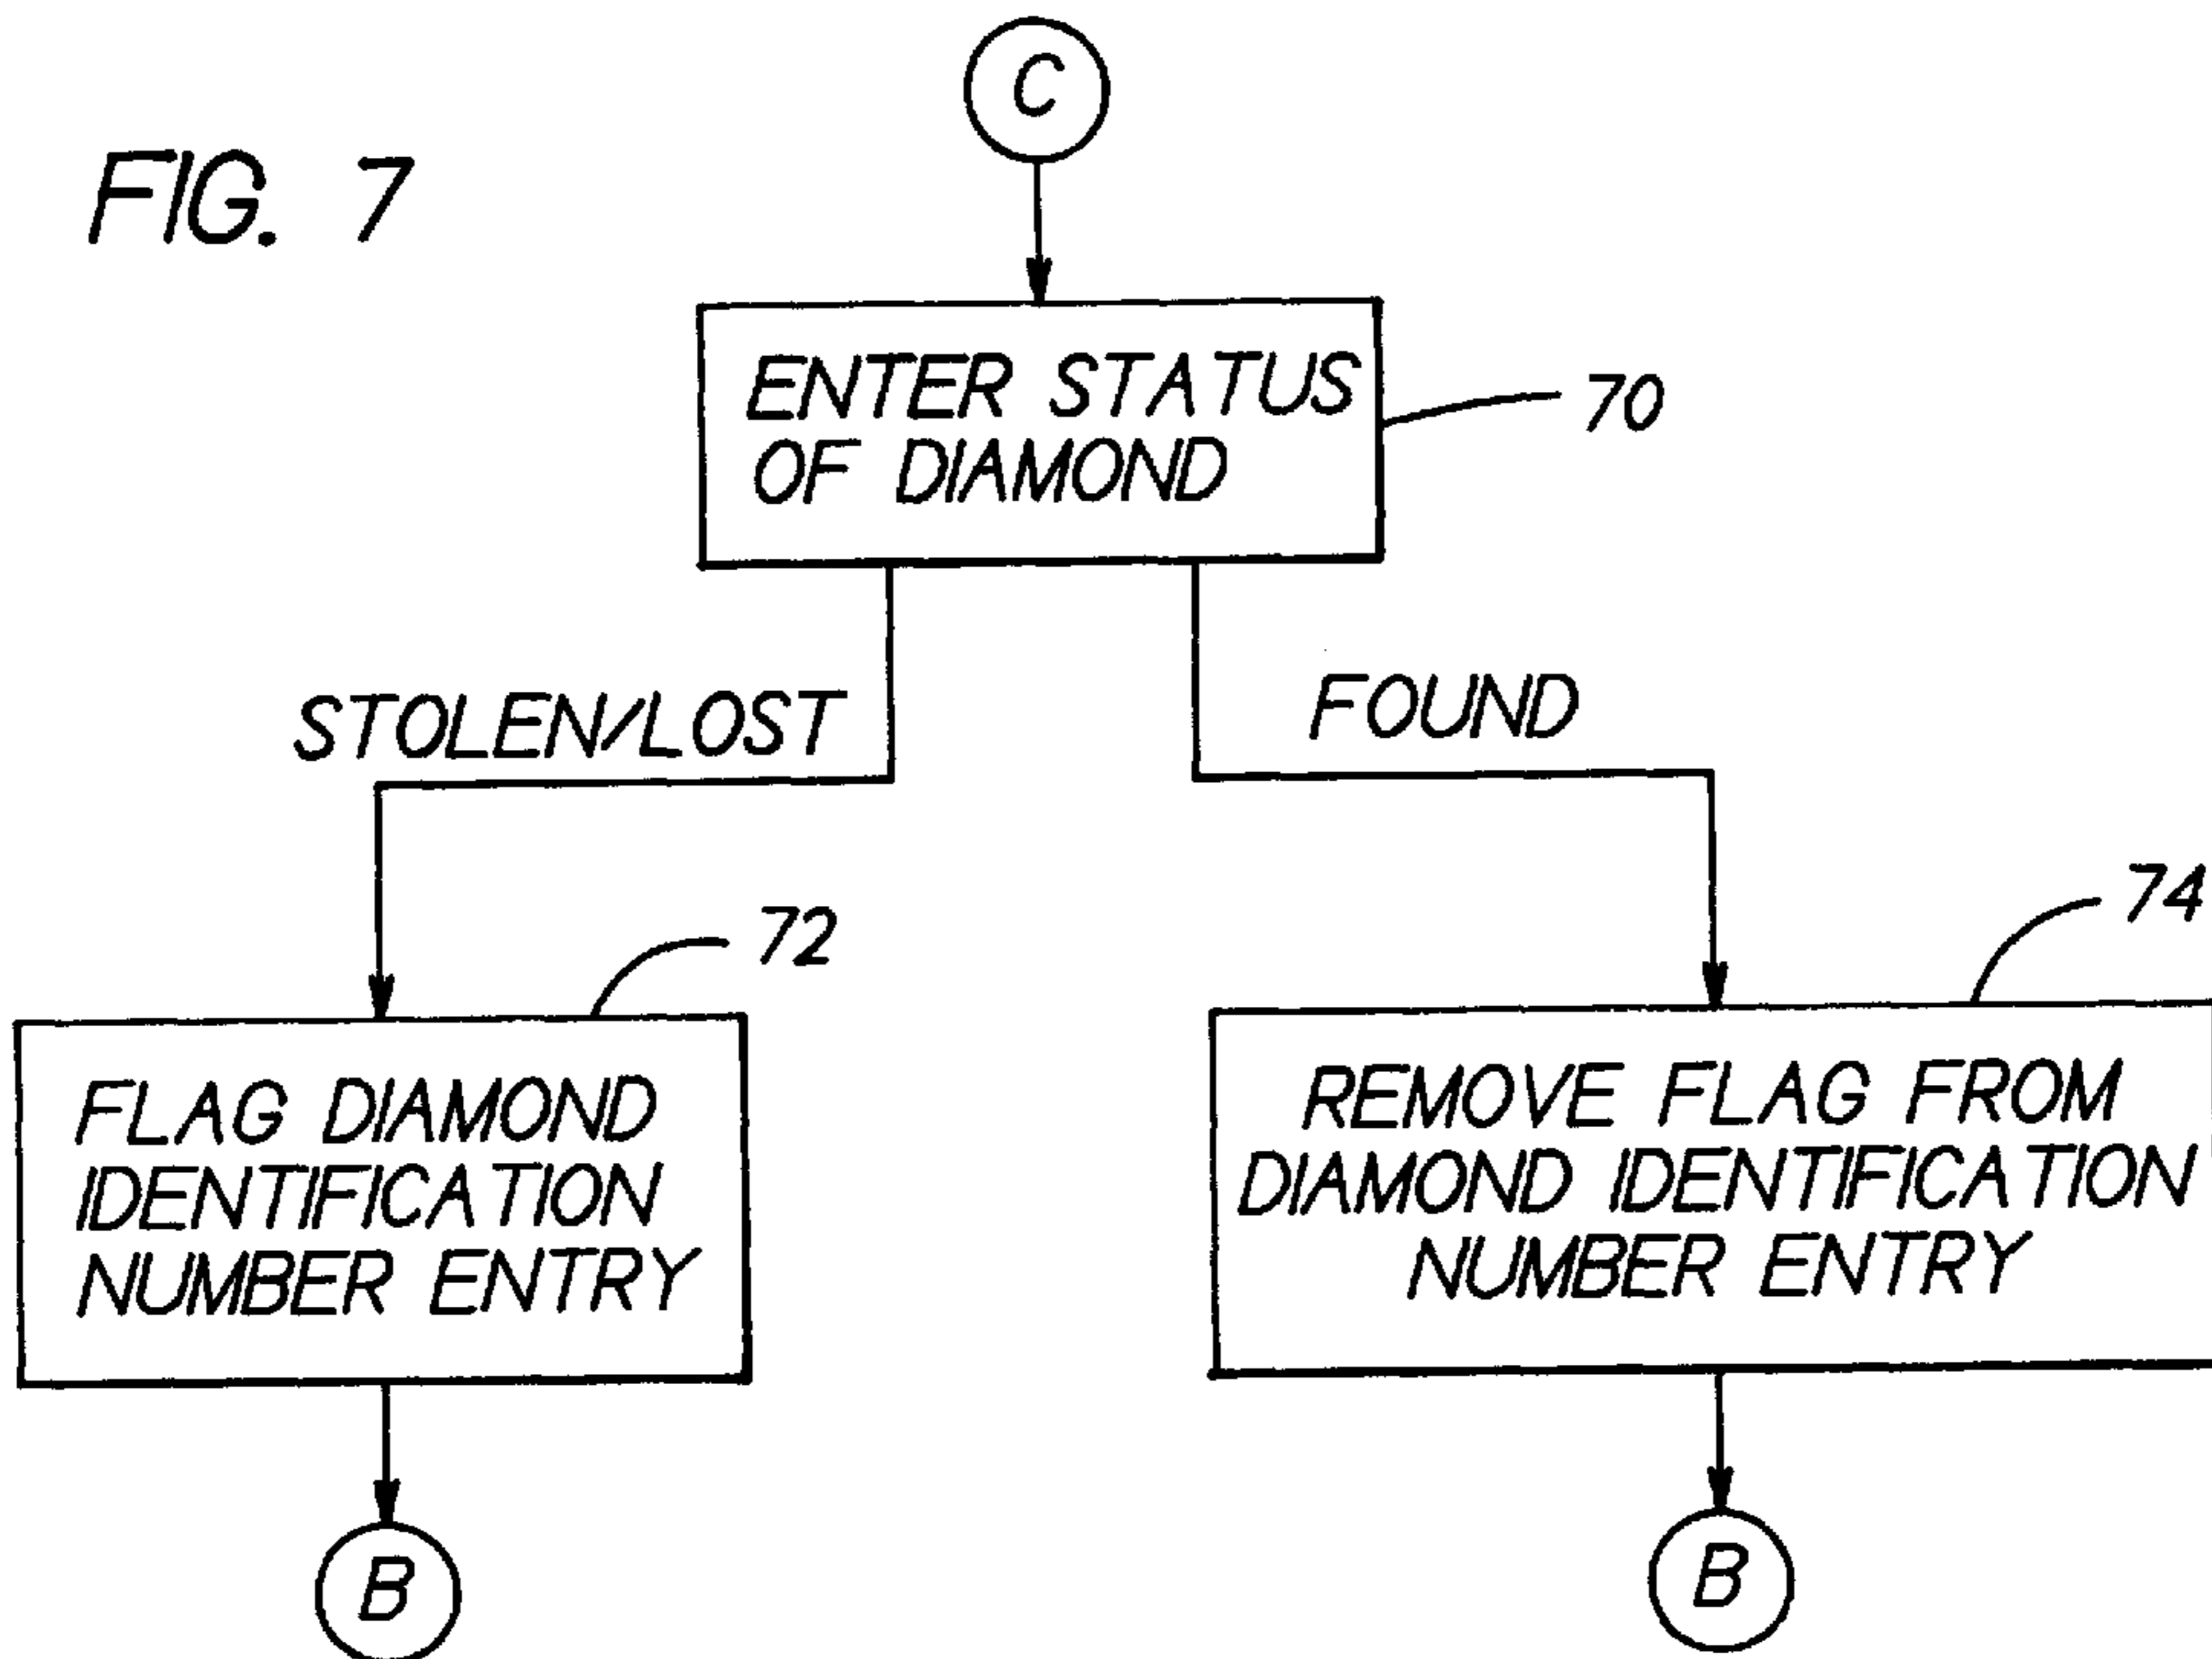 C
FIG. 7
ENTER STATUS
OF DIAMOND
70
STOLEN/LOST
FOUND
72
74
FLAG DIAMOND
IDENTIFICATION
NUMBER ENTRY
REMOVE FLAG FROM
DIAMOND IDENTIFICATION
NUMBER ENTRY
B
B